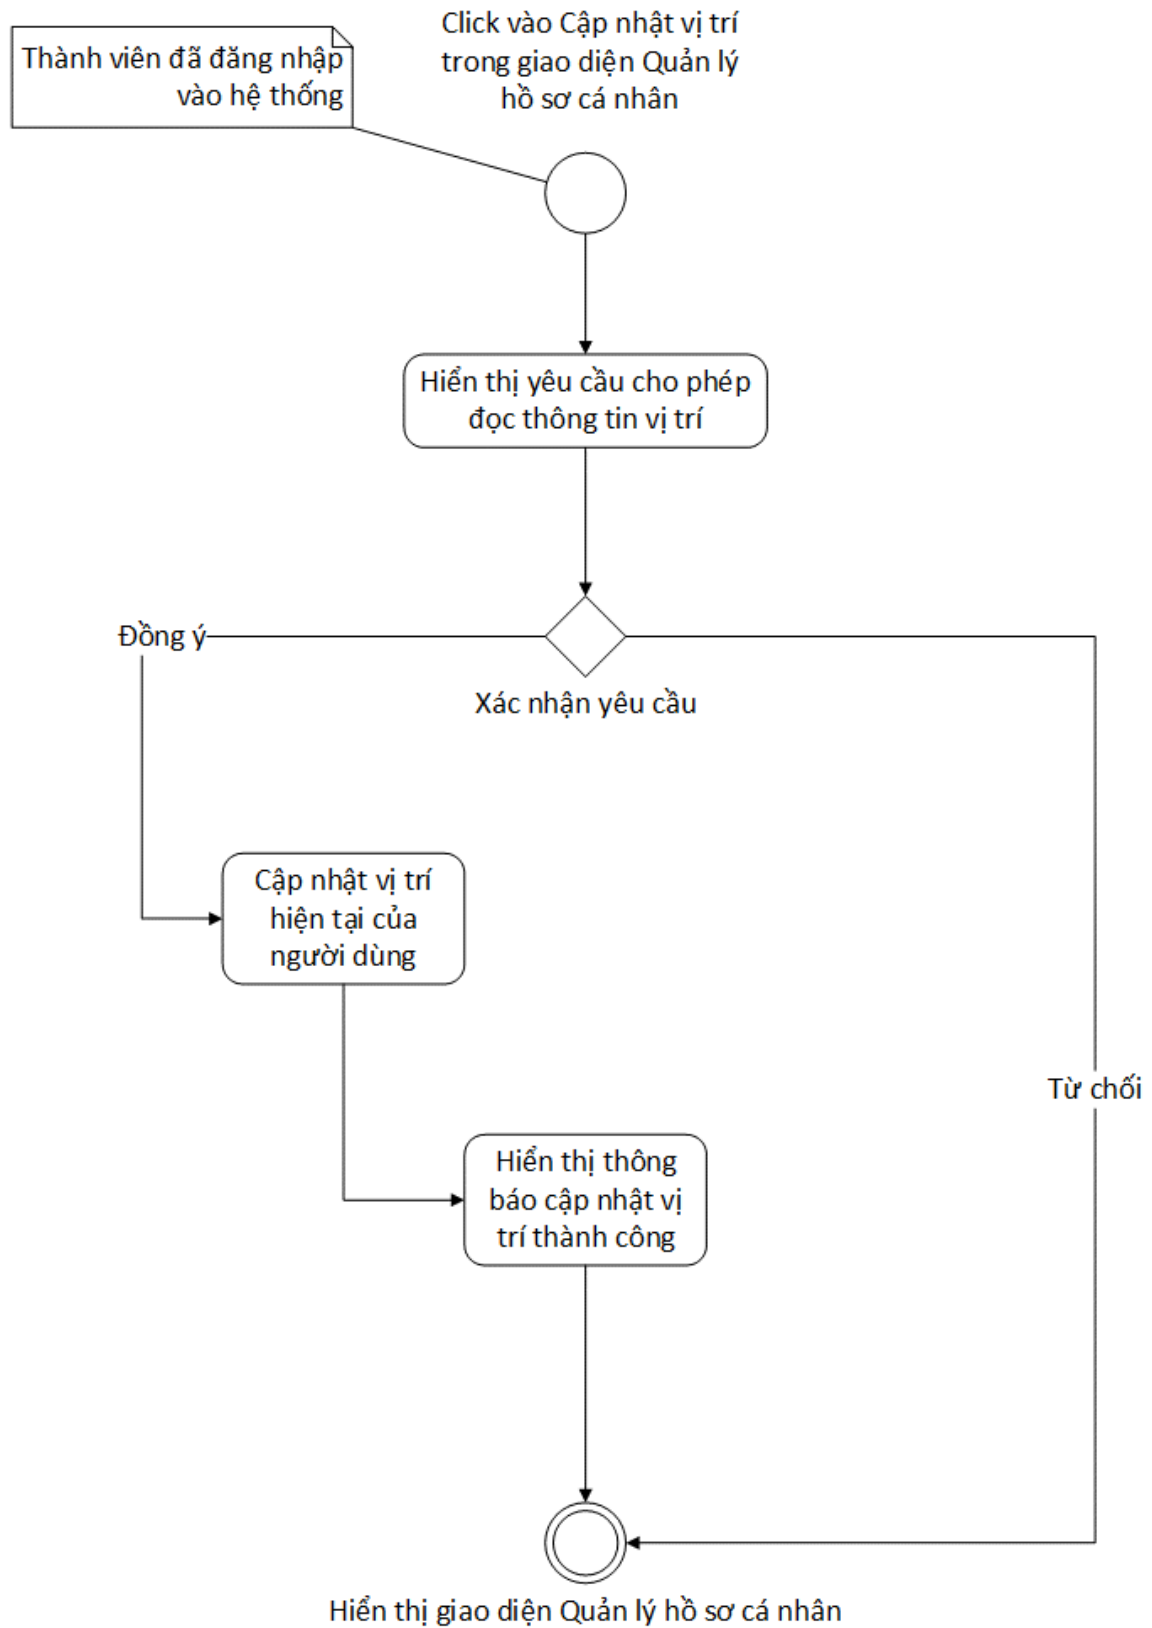 Thành viên đã đăng nhập
vào hệ thống
Click vào Cập nhật vị trí
trong giao diện Quản lý
hồ sơ cá nhân
Hiển thị yêu cầu cho phép
đọc thông tin vị trí
Đồng ý
Xác nhận yêu cầu
Cập nhật vị trí
hiện tại của
người dùng
Từ chối
Hiển thị thông
báo cập nhật vị
trí thành công
Hiển thị giao diện Quản lý hồ sơ cá nhân